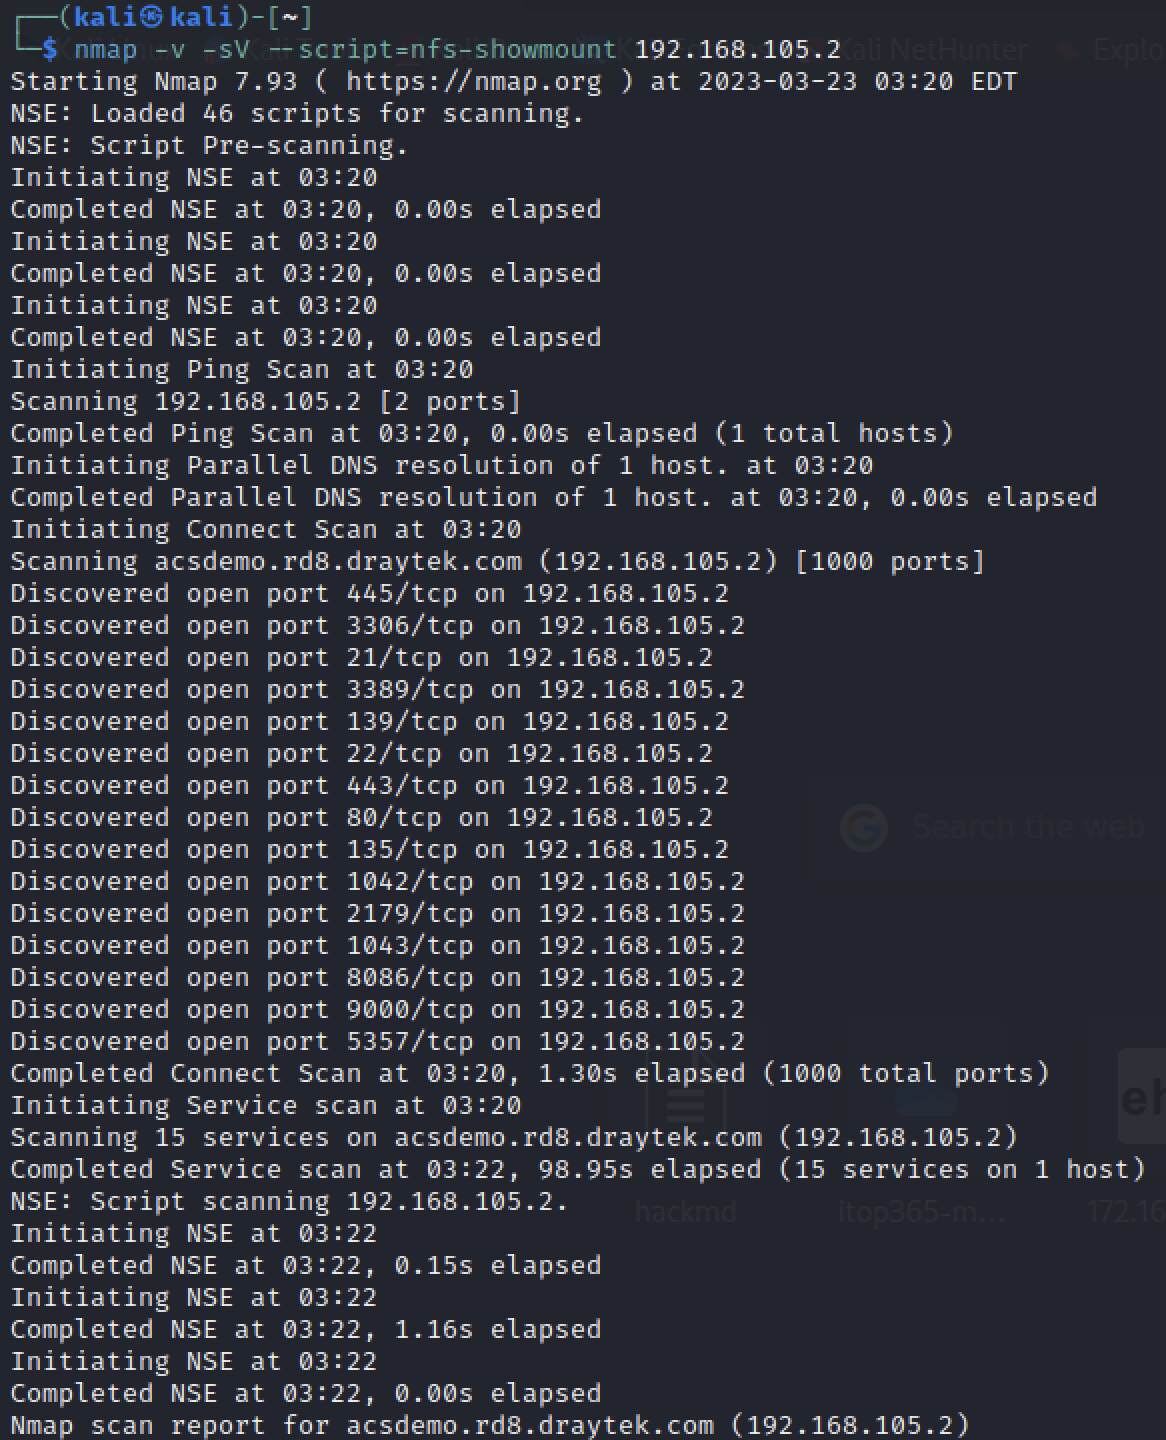 ┌──(kali㉿kali)-[~]
└─$ nmap -v -sV --script=nfs-showmount 192.168.105.2
Starting Nmap 7.93 ( https://nmap.org ) at 2023-03-23 03:20 EDT
NSE: Loaded 46 scripts for scanning.
NSE: Script Pre-scanning.
Initiating NSE at 03:20
Completed NSE at 03:20, 0.00s elapsed
Initiating NSE at 03:20
Completed NSE at 03:20, 0.00s elapsed
Initiating NSE at 03:20
Completed NSE at 03:20, 0.00s elapsed
Initiating Ping Scan at 03:20
Scanning 192.168.105.2 [2 ports]
Completed Ping Scan at 03:20, 0.00s elapsed (1 total hosts)
Initiating Parallel DNS resolution of 1 host. at 03:20
Completed Parallel DNS resolution of 1 host. at 03:20, 0.00s elapsed
Initiating Connect Scan at 03:20
Scanning acsdemo.rd8.draytek.com (192.168.105.2) [1000 ports]
Discovered open port 445/tcp on 192.168.105.2
Discovered open port 3306/tcp on 192.168.105.2
Discovered open port 21/tcp on 192.168.105.2
Discovered open port 3389/tcp on 192.168.105.2
Discovered open port 139/tcp on 192.168.105.2
Discovered open port 22/tcp on 192.168.105.2
Discovered open port 443/tcp on 192.168.105.2
Discovered open port 80/tcp on 192.168.105.2
Search the web
Discovered open port 135/tcp on 192.168.105.2
Discovered open port 1042/tcp on 192.168.105.2
Discovered open port 2179/tcp on 192.168.105.2
Discovered open port 1043/tcp on 192.168.105.2
Discovered open port 8086/tcp on 192.168.105.2
Discovered open port 9000/tcp on 192.168.105.2
Discovered open port 5357/tcp on 192.168.105.2
Completed Connect Scan at 03:20, 1.30s elapsed (1000 total ports)
Initiating Service scan at 03:20
Scanning 15 services on acsdemo.rd8.draytek.com (192.168.105.2)
Completed Service scan at 03:22, 98.95s elapsed (15 services on 1 host)
NSE: Script scanning 192.168.105.2.
hackmd itop365-m... 172.16
Initiating NSE at 03:22
Completed NSE at 03:22, 0.15s elapsed
Initiating NSE at 03:22
Completed NSE at 03:22, 1.16s elapsed
Initiating NSE at 03:22
Completed NSE at 03:22, 0.00s elapsed
Nmap scan report for acsdemo.rd8.draytek.com (192.168.105.2)